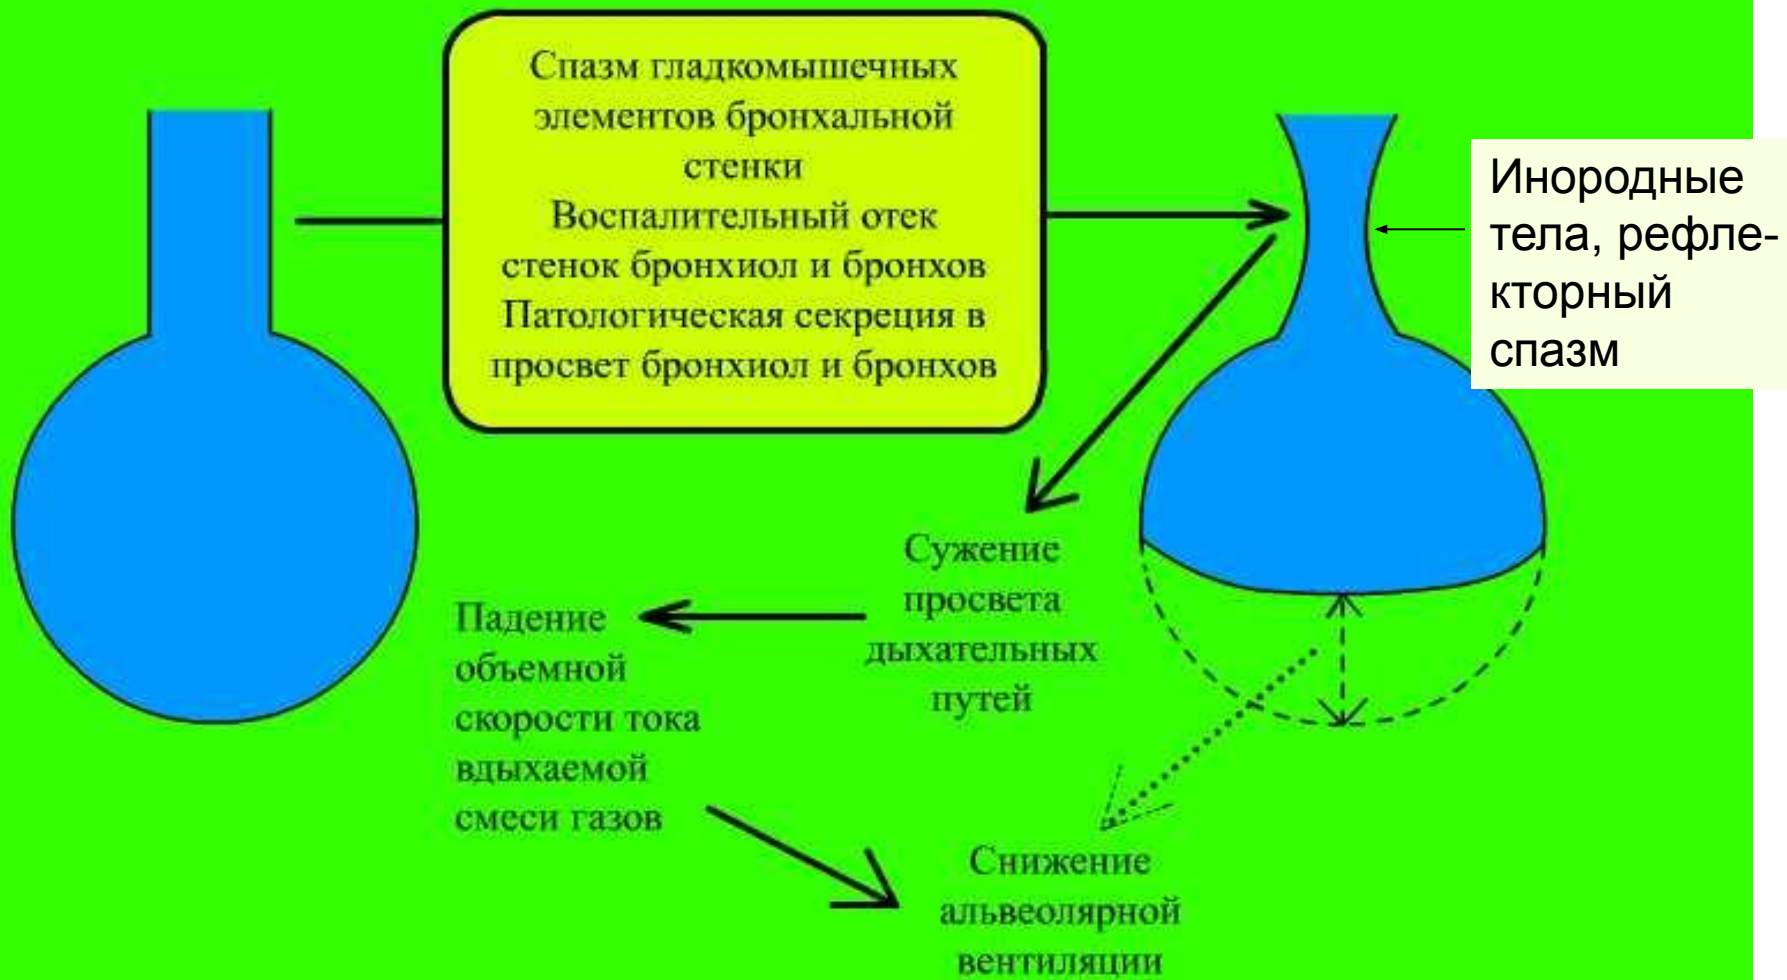 Спазм гладкомышечных
элементов бронхальной
стенки
Воспалительный отек
стенок бронхиол и бронхов
Патологическая секреция в
просвет бронхиол и бронхов
Инородные
тела, рефле-
кторный
спазм
Сужение
просвета
дыхательных
путей
Падение
объемной
скорости тока
вдыхаемой
смеси газов
Снижение
альвеолярной
вентиляции